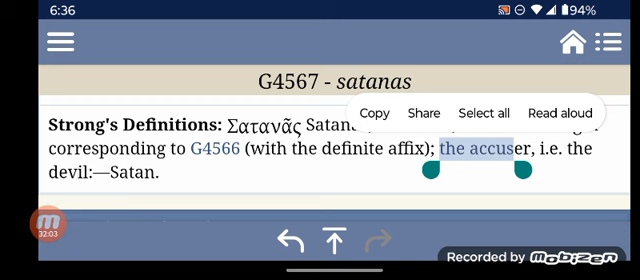 6:36
94%
G4567 - satanas
Copy Share Select all Read aloud
Strong's Definitions: Σατανᾶς
corresponding to G4566 (with the definite affix); the accuser, i.e. the
devil:—Satan.
32:03
Recorded by Mobizen